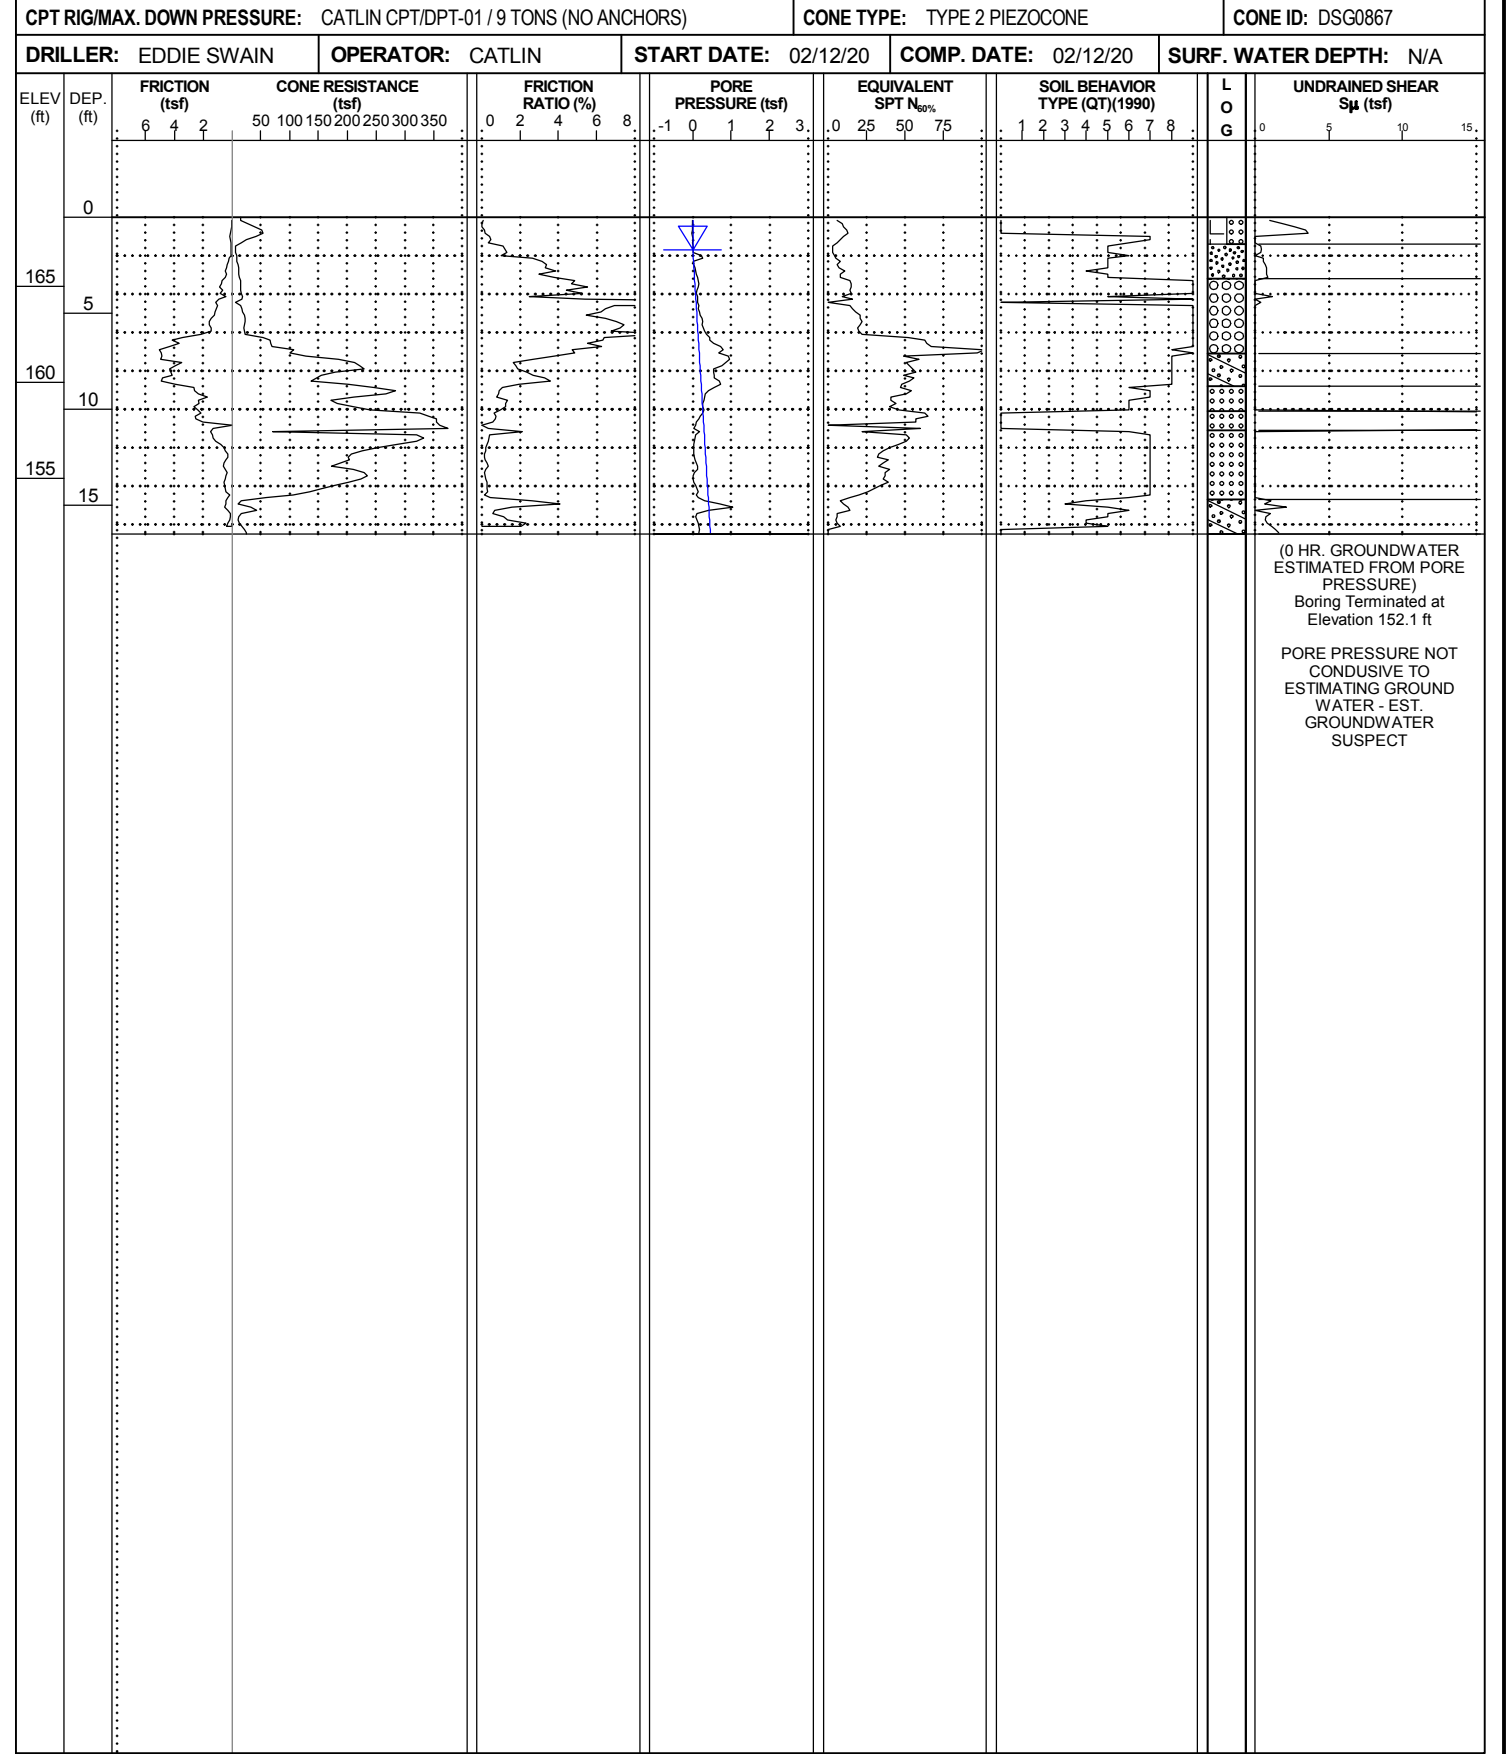 CPT RIG/MAX. DOWN PRESSURE: CATLIN CPT/DPT-01 / 9 TONS (NO ANCHORS) CONE TYPE: TYPE 2 PIEZOCONE CONE ID: DSG0867
DRILLER: EDDIE SWAIN OPERATOR: CATLIN START DATE: 02/12/20 COMP. DATE: 02/12/20 SURF. WATER DEPTH: N/A
ELEV (ft)
DEP. (ft)
FRICTION (tsf)
6 4 2
CONE RESISTANCE (tsf)
50 100 150 200 250 300 350
FRICTION RATIO (%)
0 2 4 6 8
PORE PRESSURE (tsf)
-1 0 1 2 3
EQUIVALENT SPT N60%
0 25 50 75
SOIL BEHAVIOR TYPE (QT)(1990)
1 2 3 4 5 6 7 8
L
O
G
UNDRAINED SHEAR
Sμ (tsf)
0 5 10 15
0
165
5
160
10
155
15
(0 HR. GROUNDWATER
ESTIMATED FROM PORE
PRESSURE)
Boring Terminated at
Elevation 152.1 ft
PORE PRESSURE NOT
CONDUSIVE TO
ESTIMATING GROUND
WATER - EST.
GROUNDWATER
SUSPECT